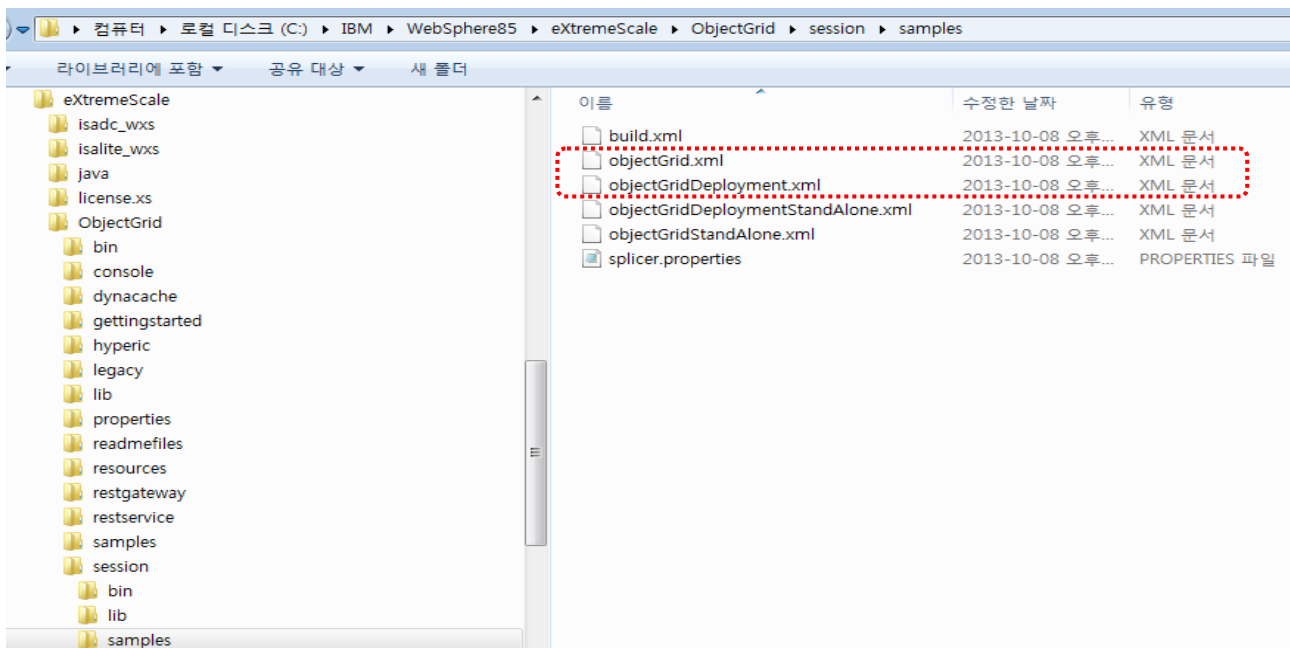 컴퓨터 ▸ 로컬 디스크 (C:) ▸ IBM ▸ WebSphere85 ▸ eXtremeScale ▸ ObjectGrid ▸ session ▸ samples
라이브러리에 포함 ▾ 공유 대상 ▾ 새 폴더
eXtremeScale
isadc_wxs
isalite_wxs
java
license.xs
ObjectGrid
bin
console
dynacache
gettingstarted
hyperic
legacy
lib
properties
readmefiles
resources
restgateway
restservice
samples
session
bin
lib
samples
이름 수정한 날짜 유형
build.xml 2013-10-08 오후... XML 문서
objectGrid.xml 2013-10-08 오후... XML 문서
objectGridDeployment.xml 2013-10-08 오후... XML 문서
objectGridDeploymentStandAlone.xml 2013-10-08 오후... XML 문서
objectGridStandAlone.xml 2013-10-08 오후... XML 문서
splicer.properties 2013-10-08 오후... PROPERTIES 파일